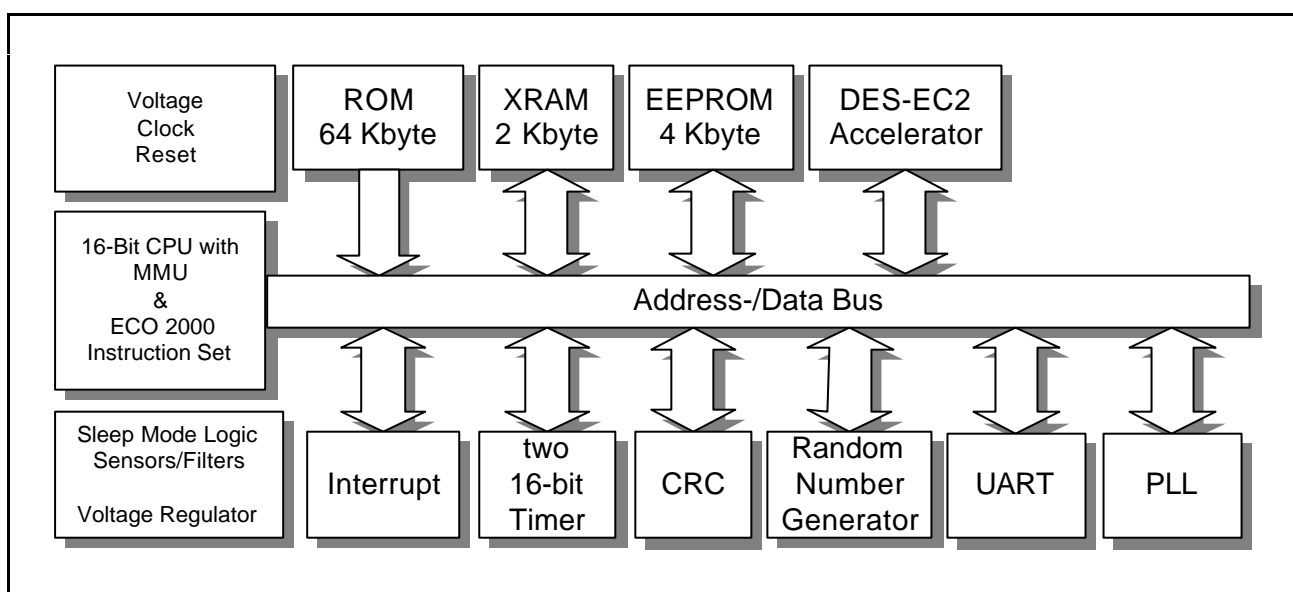 Voltage
Clock
Reset
ROM
64 Kbyte
XRAM
2 Kbyte
EEPROM
4 Kbyte
DES-EC2
Accelerator
16-Bit CPU with
MMU
&
ECO 2000
Instruction Set
Address-/Data Bus
Sleep Mode Logic
Sensors/Filters
Voltage Regulator
Interrupt
two
16-bit
Timer
CRC
Random
Number
Generator
UART
PLL